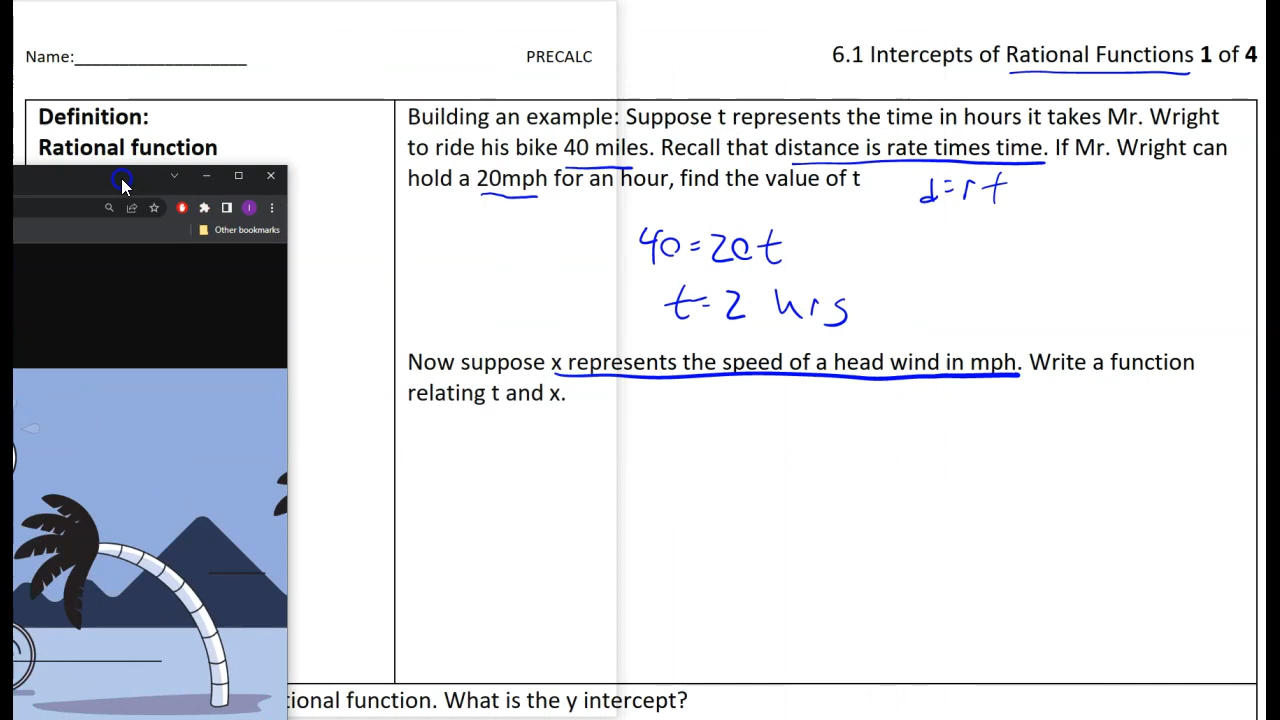 Name:___________________ PRECALC 6.1 Intercepts of Rational Functions 1 of 4
Definition:
Rational function
Building an example: Suppose t represents the time in hours it takes Mr. Wright
to ride his bike 40 miles. Recall that distance is rate times time. If Mr. Wright can
hold a 20mph for an hour, find the value of t
d=rt
40=20t
t=2 hrs
Now suppose x represents the speed of a head wind in mph. Write a function
relating t and x.
Other bookmarks
tional function. What is the y intercept?